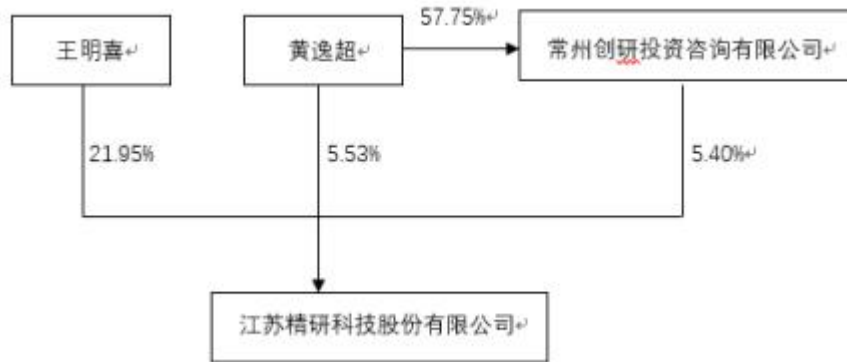 57.75%
王明喜
黄逸超
常州创研投资咨询有限公司
21.95%
5.53%
5.40%
江苏精研科技股份有限公司